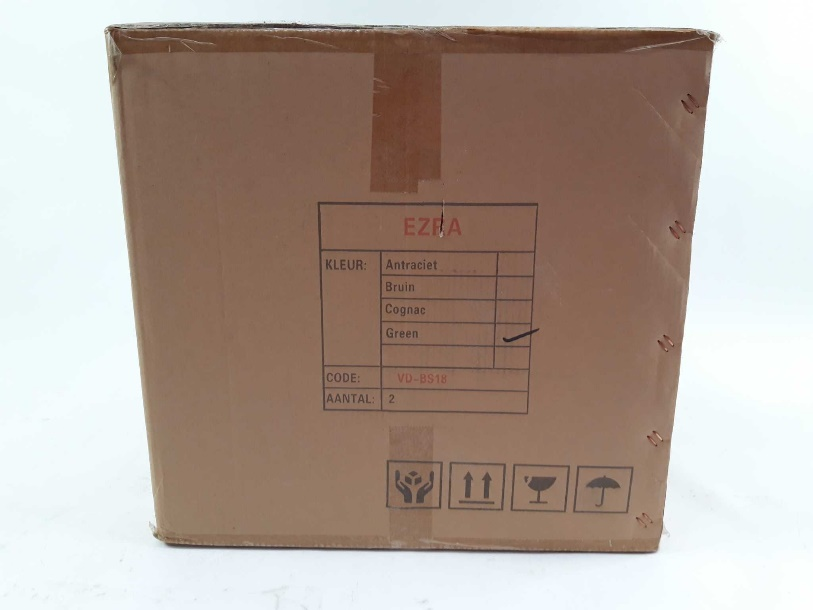 EZRA
KLEUR: Antraciet
Bruin
Cognac
Green
CODE: VD-BS18
AANTAL: 2